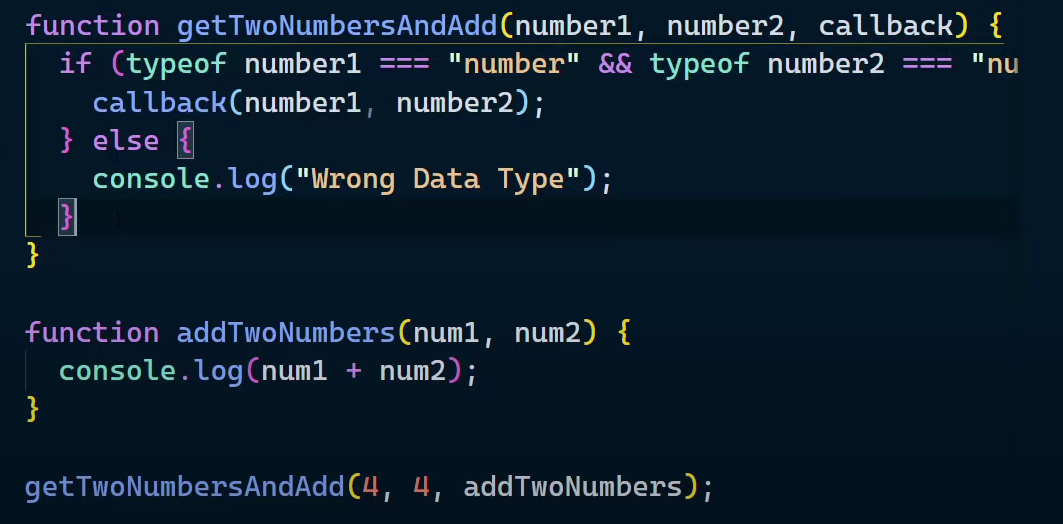 function getTwoNumbersAndAdd(number1, number2, callback) {
if (typeof number1 === "number" && typeof number2 === "nu
callback(number1, number2);
} else {
console.log("Wrong Data Type");
}
}
function addTwoNumbers(num1, num2) {
console.log(num1 + num2);
}
getTwoNumbersAndAdd(4, 4, addTwoNumbers);